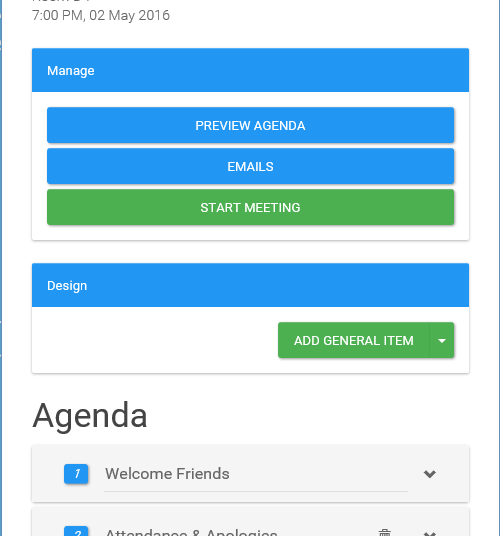 7:00 PM, 02 May 2016
Manage
PREVIEW AGENDA
EMAILS
START MEETING
Design
ADD GENERAL ITEM
Agenda
1 Welcome Friends
2 Attendance & Apologies